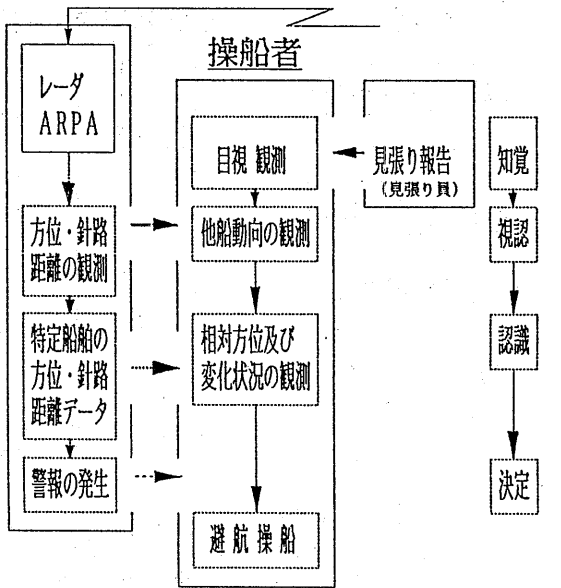 操船者
レーダ
ARPA
方位・針路
距離の観測
特定船舶の
方位・針路
距離データ
警報の発生
目視 観測
他船動向の観測
相対方位及び
変化状況の観測
避 航 操 船
見張り報告
(見張り員)
知覚
視認
認識
決定